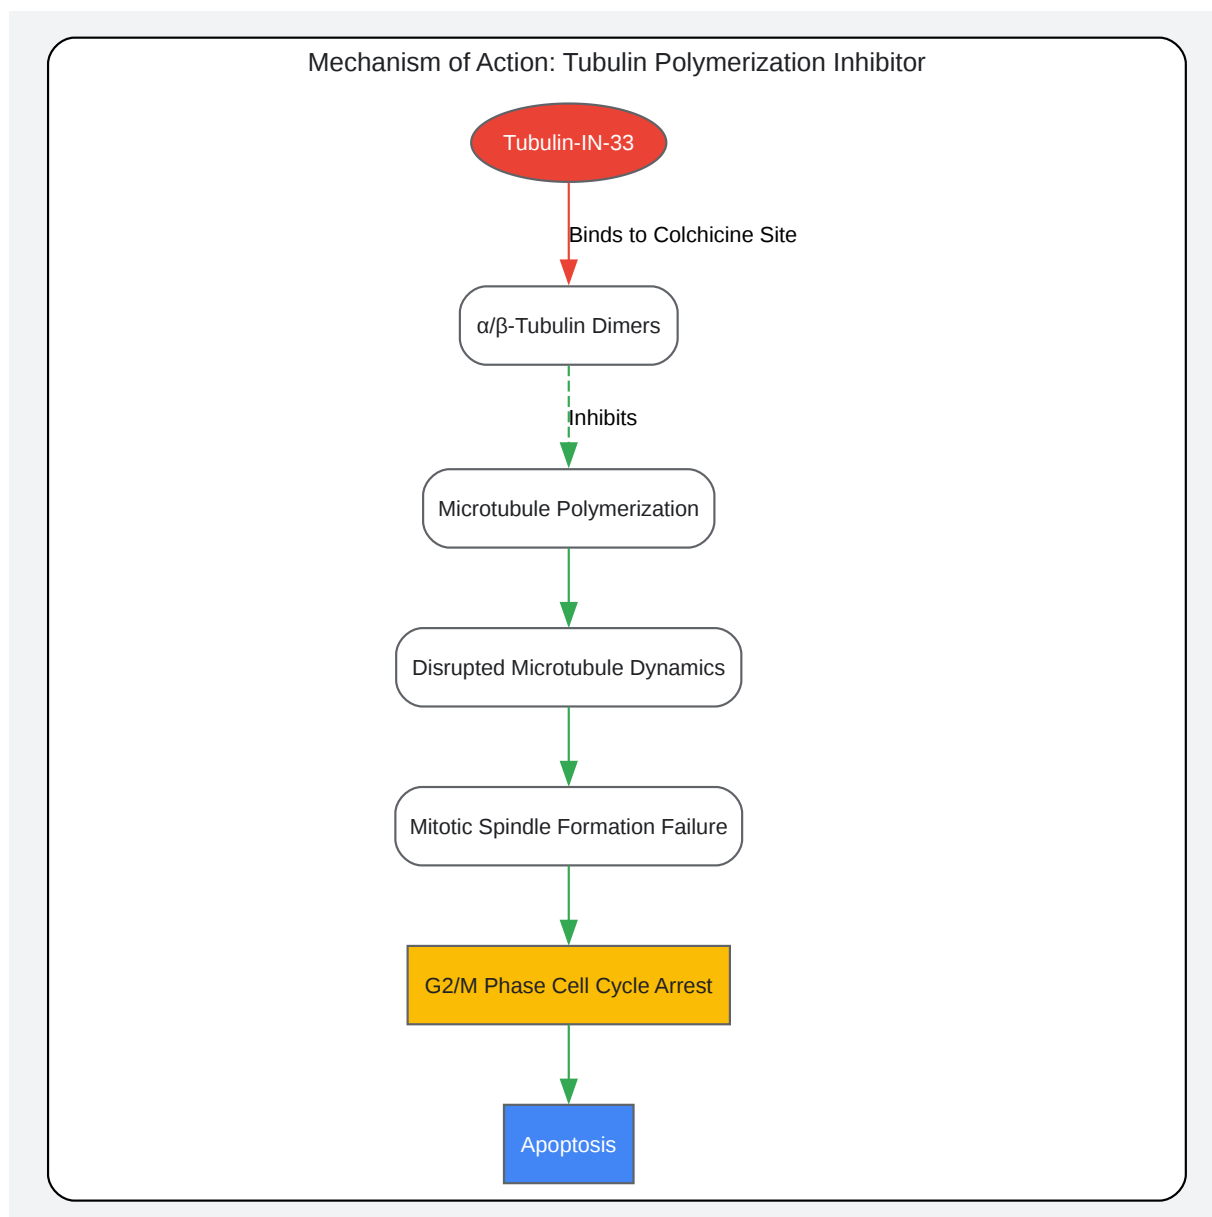 Mechanism of Action: Tubulin Polymerization Inhibitor
Tubulin-IN-33
Binds to Colchicine Site
α/β-Tubulin Dimers
Inhibits
Microtubule Polymerization
Disrupted Microtubule Dynamics
Mitotic Spindle Formation Failure
G2/M Phase Cell Cycle Arrest
Apoptosis